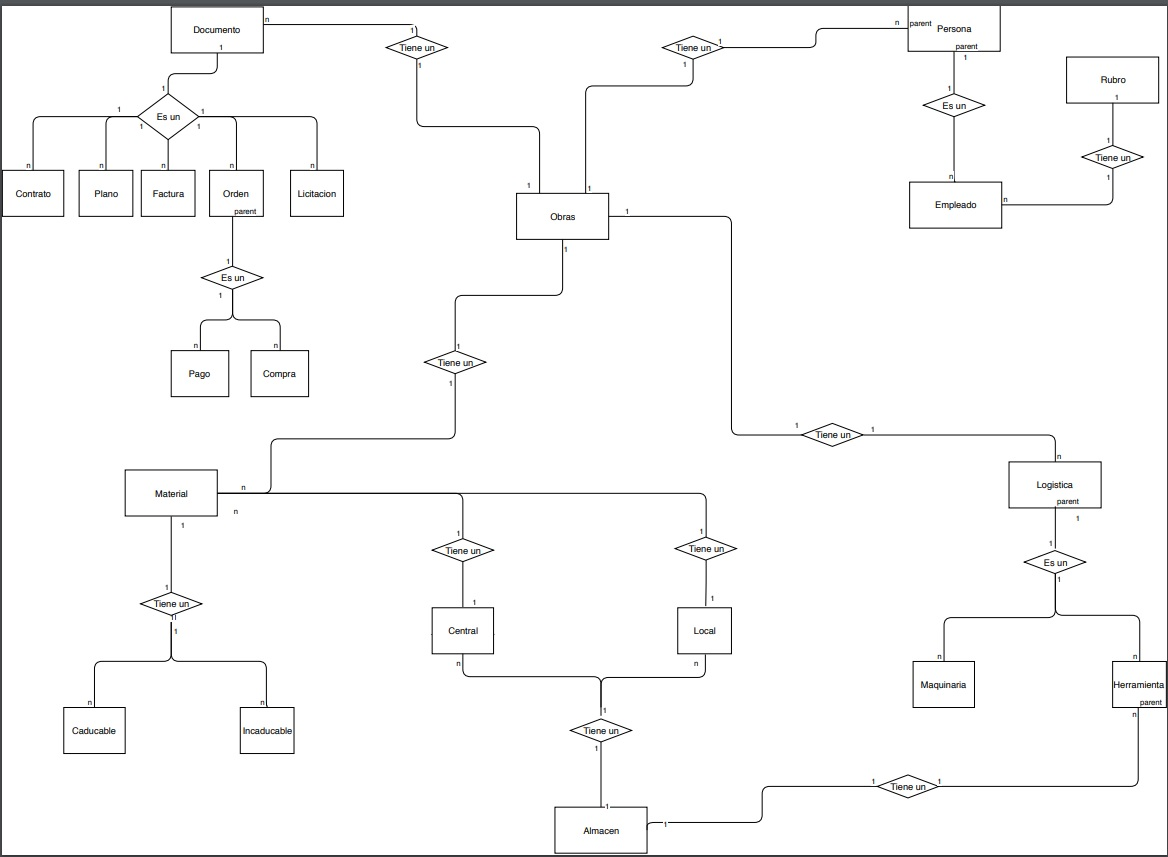 n
Documento
1
1
Tiene un
1
n
parent
Persona
parent
1
1
Tiene un
1
Rubro
1
1
Es un
1
1
1
1
1
Es un
n
1
Tiene un
1
n
n
n
n
n
Contrato
Plano
Factura
Orden
parent
Licitacion
1
1
Obras
1
1
Empleado
n
1
Es un
1
n
n
Pago
Compra
1
Tiene un
1
1
Tiene un
1
n
Logistica
parent
1
n
n
Material
1
1
Tiene un
1
Tiene un
1
1
Es un
1
1
Tiene un
1
1
Central
n
1
Local
n
n
n
Maquinaria
Herramienta
parent
n
n
n
Caducable
Incaducable
1
Tiene un
1
1
Tiene un
1
1
Almacen
1